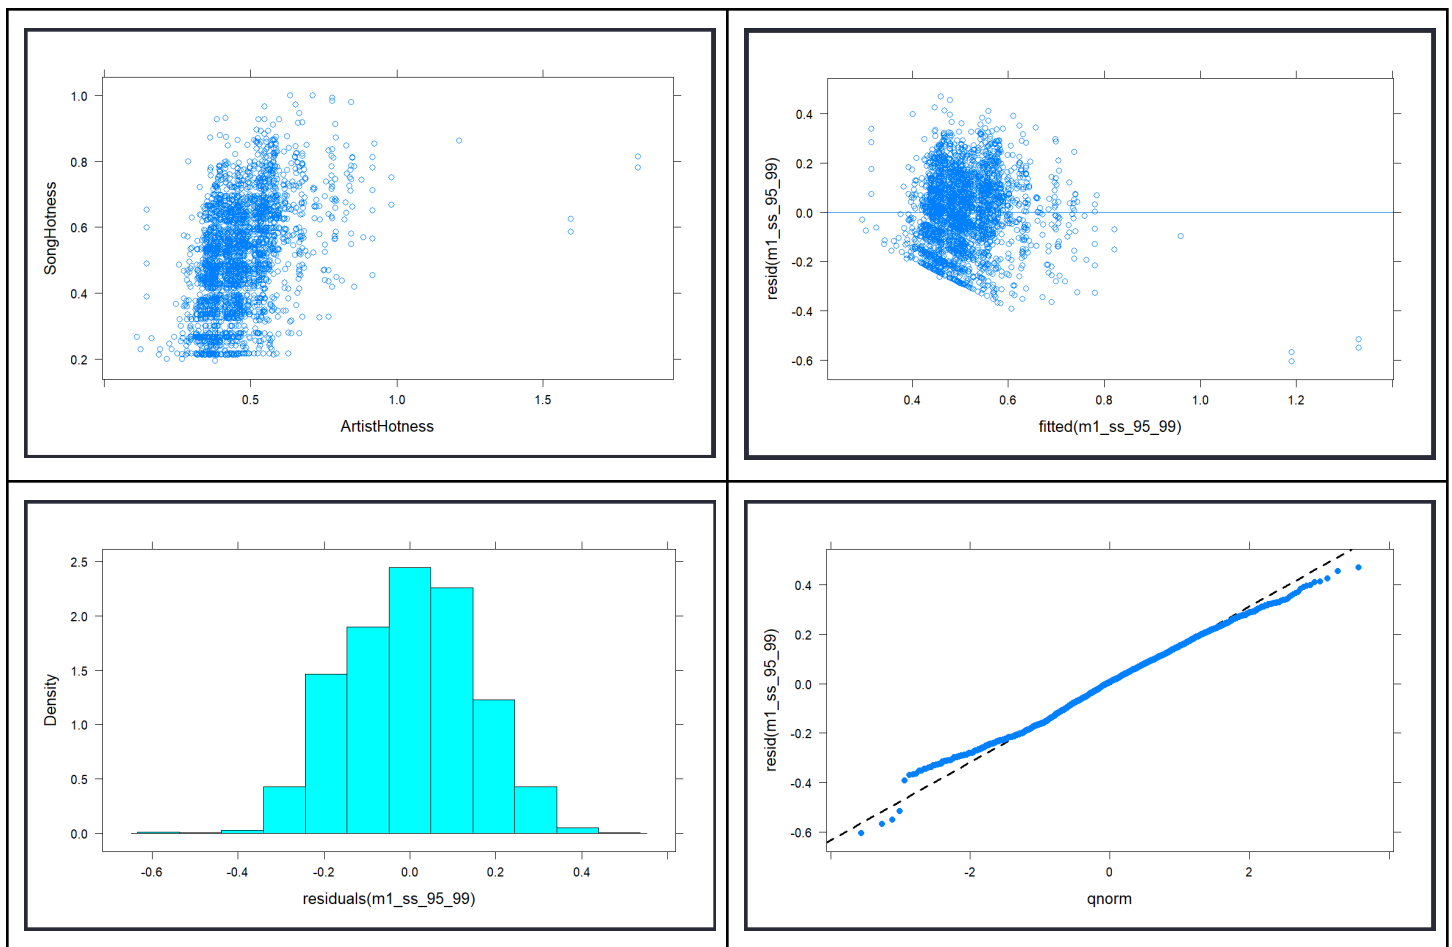 1.0
0.8
0.6
0.4
0.2
SongHotness
0.5 1.0 1.5
ArtistHotness
0.4
0.2
0.0
-0.2
-0.4
-0.6
resid(m1_ss_95_99)
0.4 0.6 0.8 1.0 1.2
fitted(m1_ss_95_99)
2.5
2.0
1.5
1.0
0.5
0.0
Density
-0.6 -0.4 -0.2 0.0 0.2 0.4
residuals(m1_ss_95_99)
0.4
0.2
0.0
-0.2
-0.4
-0.6
resid(m1_ss_95_99)
-2 0 2
qnorm